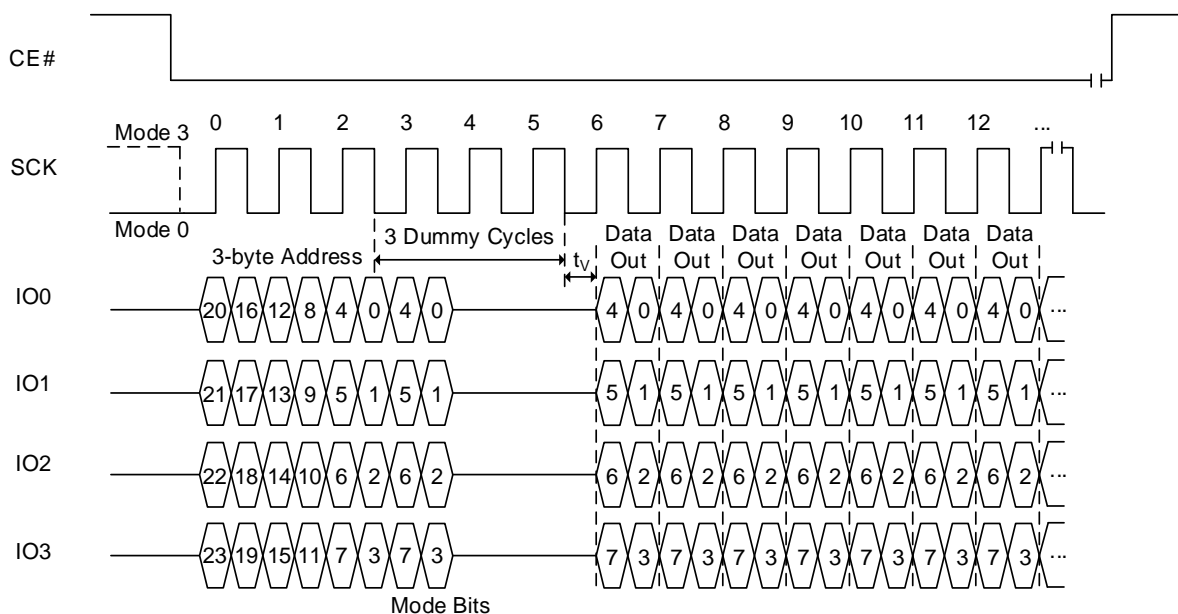 CE#
Mode 3 0 1 2 3 4 5 6 7 8 9 10 11 12 ...
SCK
Mode 0
3-byte Address 3 Dummy Cycles tV Data Out Data Out Data Out Data Out Data Out Data Out Data Out
IO0 20 16 12 8 4 0 4 0 4 0 4 0 4 0 4 0 4 0 4 0 4 0 ...
IO1 21 17 13 9 5 1 5 1 5 1 5 1 5 1 5 1 5 1 5 1 5 1 ...
IO2 22 18 14 10 6 2 6 2 6 2 6 2 6 2 6 2 6 2 6 2 6 2 ...
IO3 23 19 15 11 7 3 7 3 7 3 7 3 7 3 7 3 7 3 7 3 7 3 ...
Mode Bits